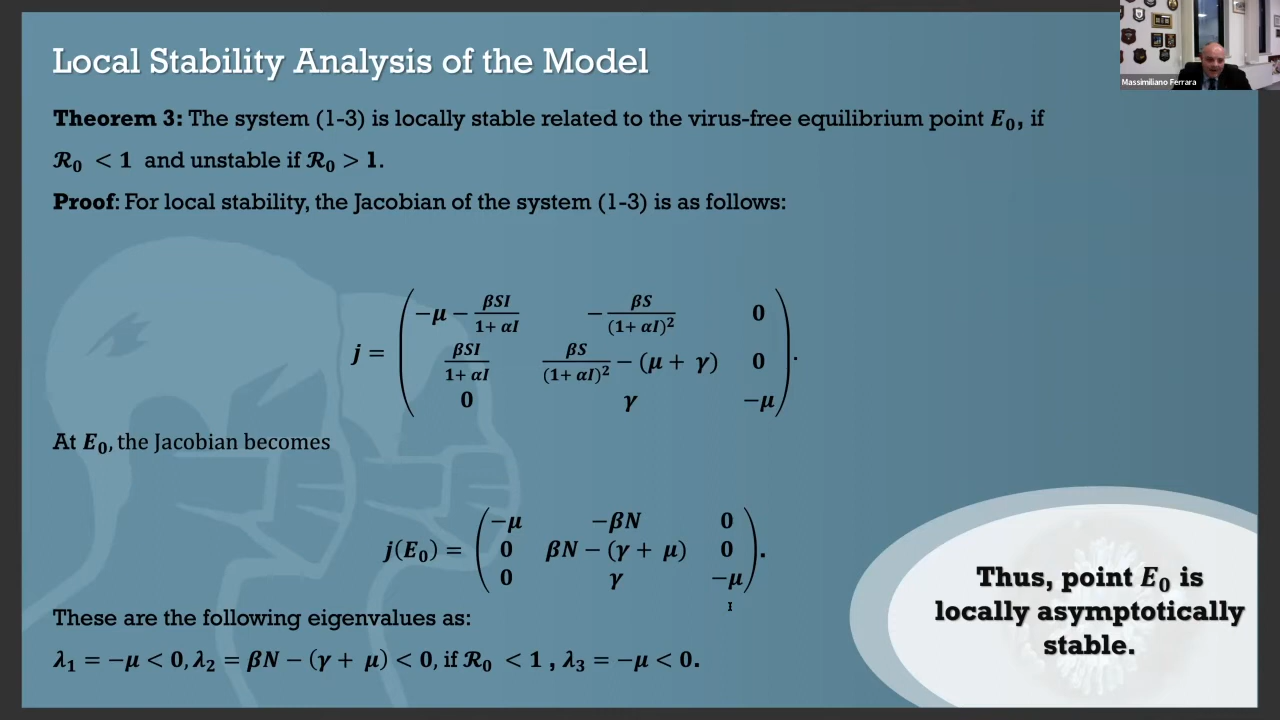 Local Stability Analysis of the Model
Massimiliano Ferrara
Theorem 3: The system (1-3) is locally stable related to the virus-free equilibrium point E₀, if
ℛ₀ < 1 and unstable if ℛ₀ > 1.
Proof: For local stability, the Jacobian of the system (1-3) is as follows:
j = ( −μ − βSI/(1+ αI)   − βS/(1+ αI)²   0
βSI/(1+ αI)   βS/(1+ αI)² − (μ + γ)   0
0   γ   −μ ) .
At E₀, the Jacobian becomes
j(E₀) = ( −μ   −βN   0
0   βN − (γ + μ)   0
0   γ   −μ ) .
These are the following eigenvalues as:
λ₁ = −μ < 0, λ₂ = βN − (γ + μ) < 0, if ℛ₀ < 1 , λ₃ = −μ < 0.
Thus, point E₀ is
locally asymptotically
stable.